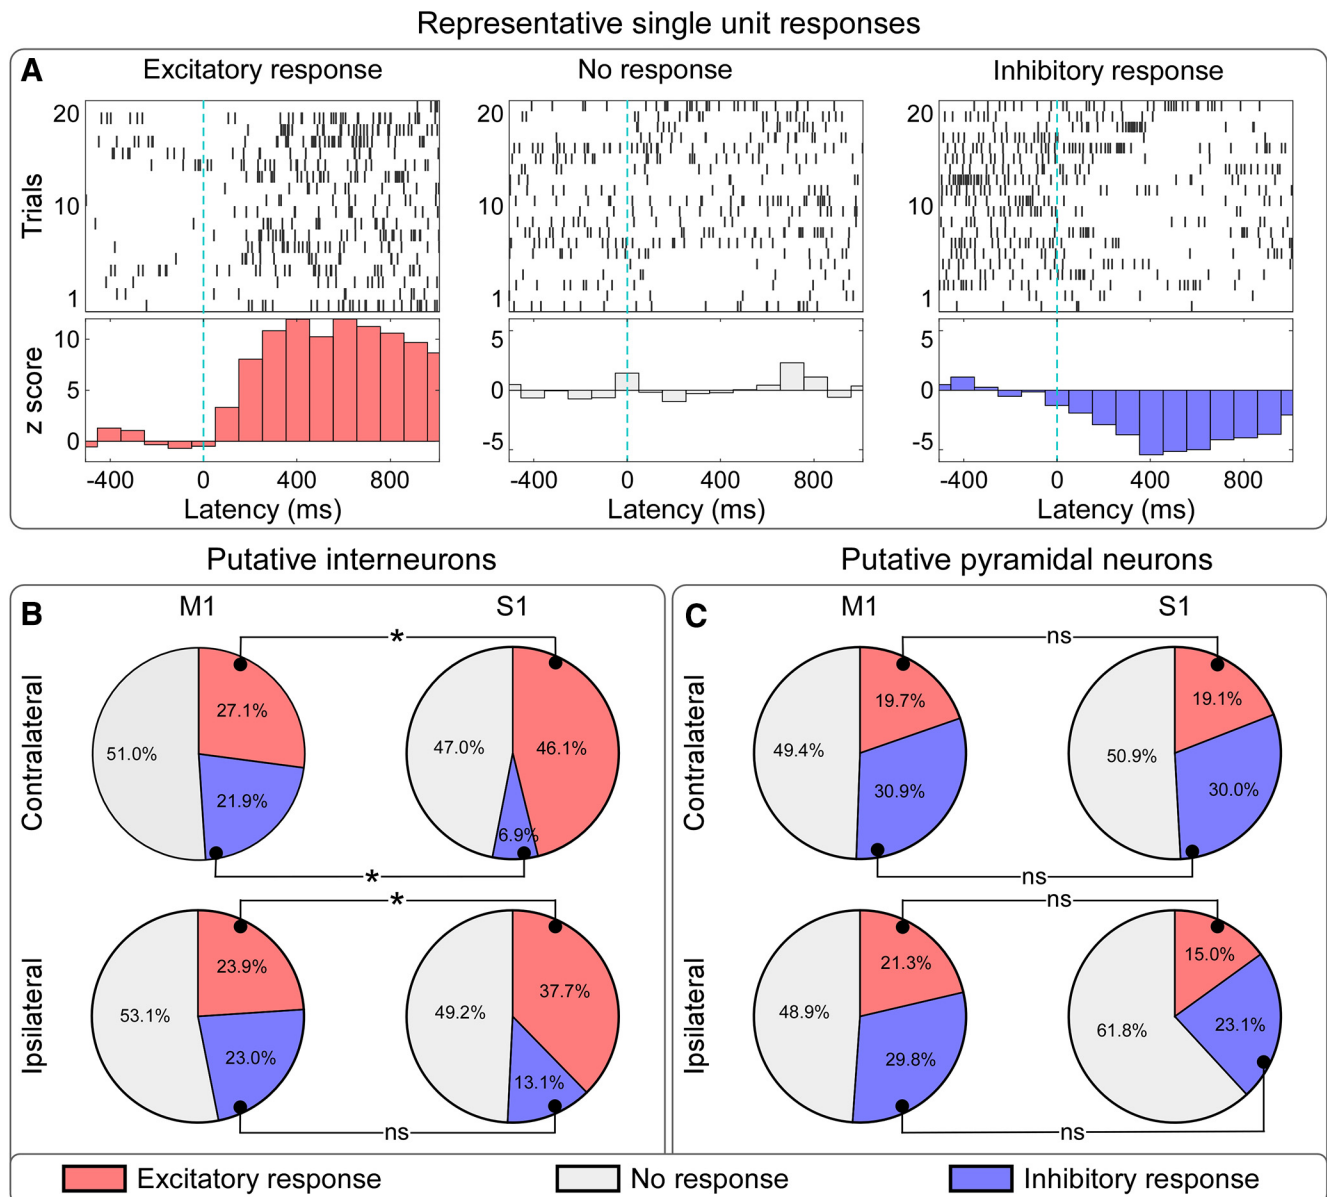 Representative single unit responses
A
Excitatory response
No response
Inhibitory response
Trials
20
10
1
20
10
1
20
10
1
z score
10
5
0
5
0
-5
5
0
-5
-400 0 400 800
-400 0 400 800
-400 0 400 800
Latency (ms)
Latency (ms)
Latency (ms)
Putative interneurons
Putative pyramidal neurons
B
M1
S1
Contralateral
*
27.1%
51.0%
21.9%
47.0%
46.1%
6.9%
*
Ipsilateral
*
23.9%
53.1%
23.0%
37.7%
49.2%
13.1%
ns
C
M1
S1
Contralateral
ns
19.7%
49.4%
30.9%
19.1%
50.9%
30.0%
ns
Ipsilateral
ns
21.3%
48.9%
29.8%
15.0%
61.8%
23.1%
ns
Excitatory response
No response
Inhibitory response